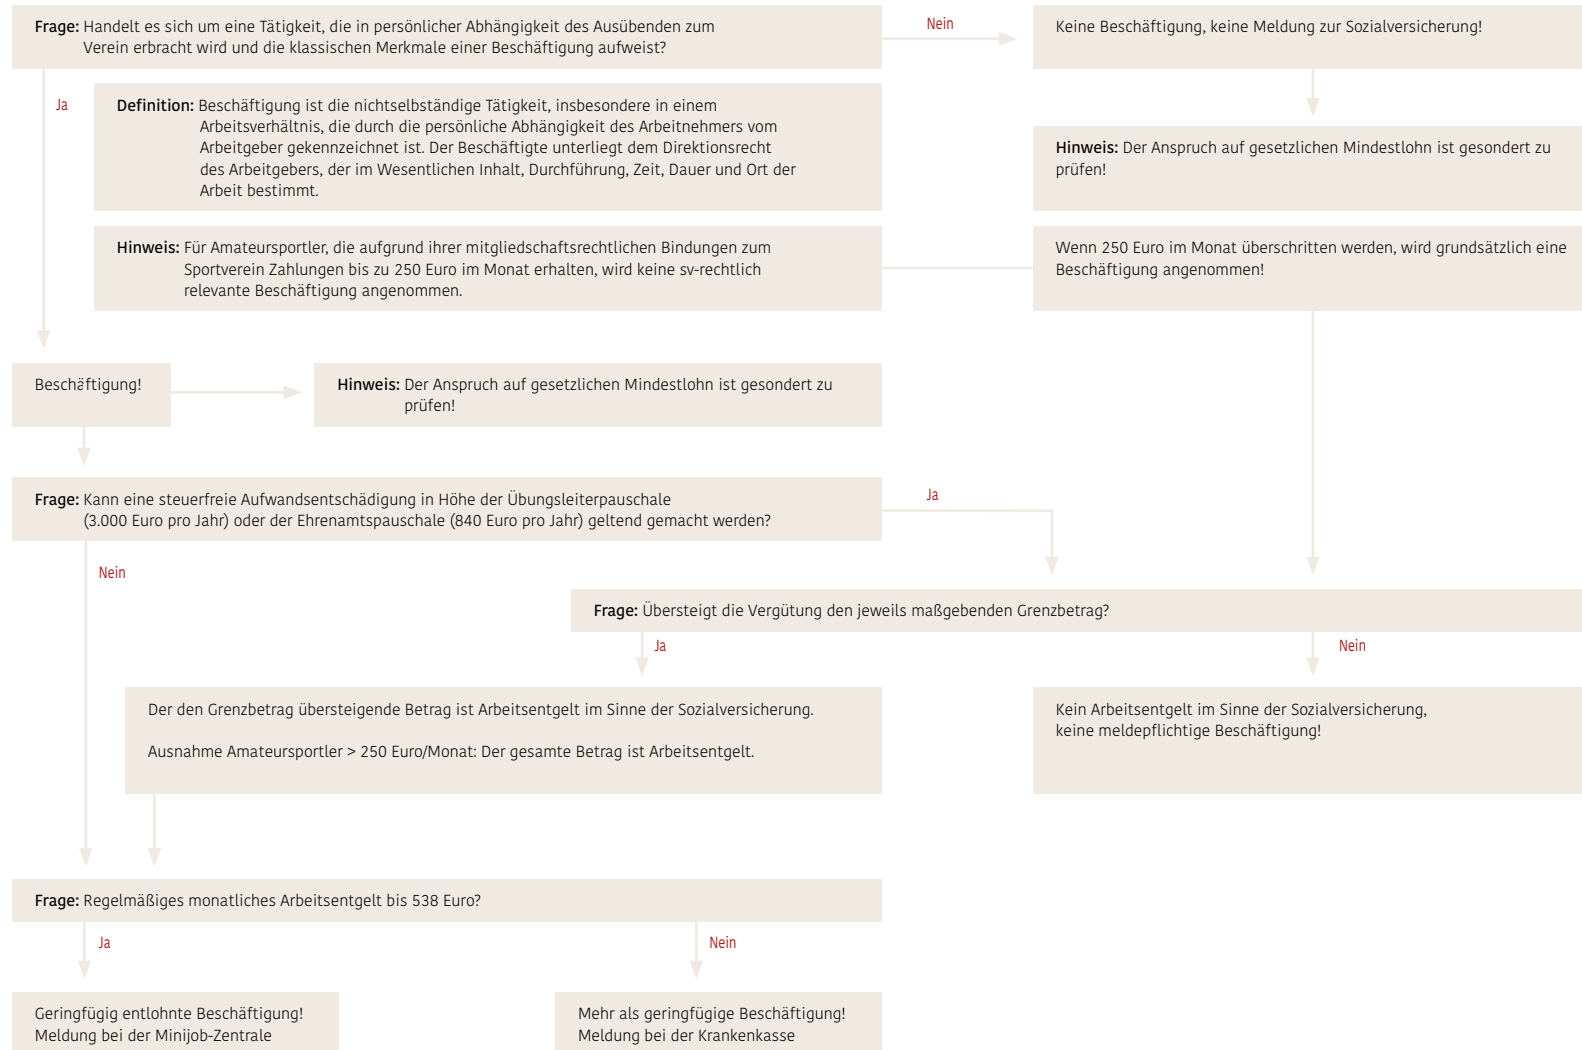 Frage: Handelt es sich um eine Tätigkeit, die in persönlicher Abhängigkeit des Ausübenden zum
Verein erbracht wird und die klassischen Merkmale einer Beschäftigung aufweist?
Nein
Keine Beschäftigung, keine Meldung zur Sozialversicherung!
Ja
Definition: Beschäftigung ist die nichtselbständige Tätigkeit, insbesondere in einem
Arbeitsverhältnis, die durch die persönliche Abhängigkeit des Arbeitnehmers vom
Arbeitgeber gekennzeichnet ist. Der Beschäftigte unterliegt dem Direktionsrecht
des Arbeitgebers, der im Wesentlichen Inhalt, Durchführung, Zeit, Dauer und Ort der
Arbeit bestimmt.
Hinweis: Der Anspruch auf gesetzlichen Mindestlohn ist gesondert zu
prüfen!
Hinweis: Für Amateursportler, die aufgrund ihrer mitgliedschaftsrechtlichen Bindungen zum
Sportverein Zahlungen bis zu 250 Euro im Monat erhalten, wird keine sv-rechtlich
relevante Beschäftigung angenommen.
Wenn 250 Euro im Monat überschritten werden, wird grundsätzlich eine
Beschäftigung angenommen!
Beschäftigung!
Hinweis: Der Anspruch auf gesetzlichen Mindestlohn ist gesondert zu
prüfen!
Frage: Kann eine steuerfreie Aufwandsentschädigung in Höhe der Übungsleiterpauschale
(3.000 Euro pro Jahr) oder der Ehrenamtspauschale (840 Euro pro Jahr) geltend gemacht werden?
Ja
Nein
Frage: Übersteigt die Vergütung den jeweils maßgebenden Grenzbetrag?
Ja
Nein
Der den Grenzbetrag übersteigende Betrag ist Arbeitsentgelt im Sinne der Sozialversicherung.
Ausnahme Amateursportler > 250 Euro/Monat: Der gesamte Betrag ist Arbeitsentgelt.
Kein Arbeitsentgelt im Sinne der Sozialversicherung,
keine meldepflichtige Beschäftigung!
Frage: Regelmäßiges monatliches Arbeitsentgelt bis 538 Euro?
Ja
Nein
Geringfügig entlohnte Beschäftigung!
Meldung bei der Minijob-Zentrale
Mehr als geringfügige Beschäftigung!
Meldung bei der Krankenkasse